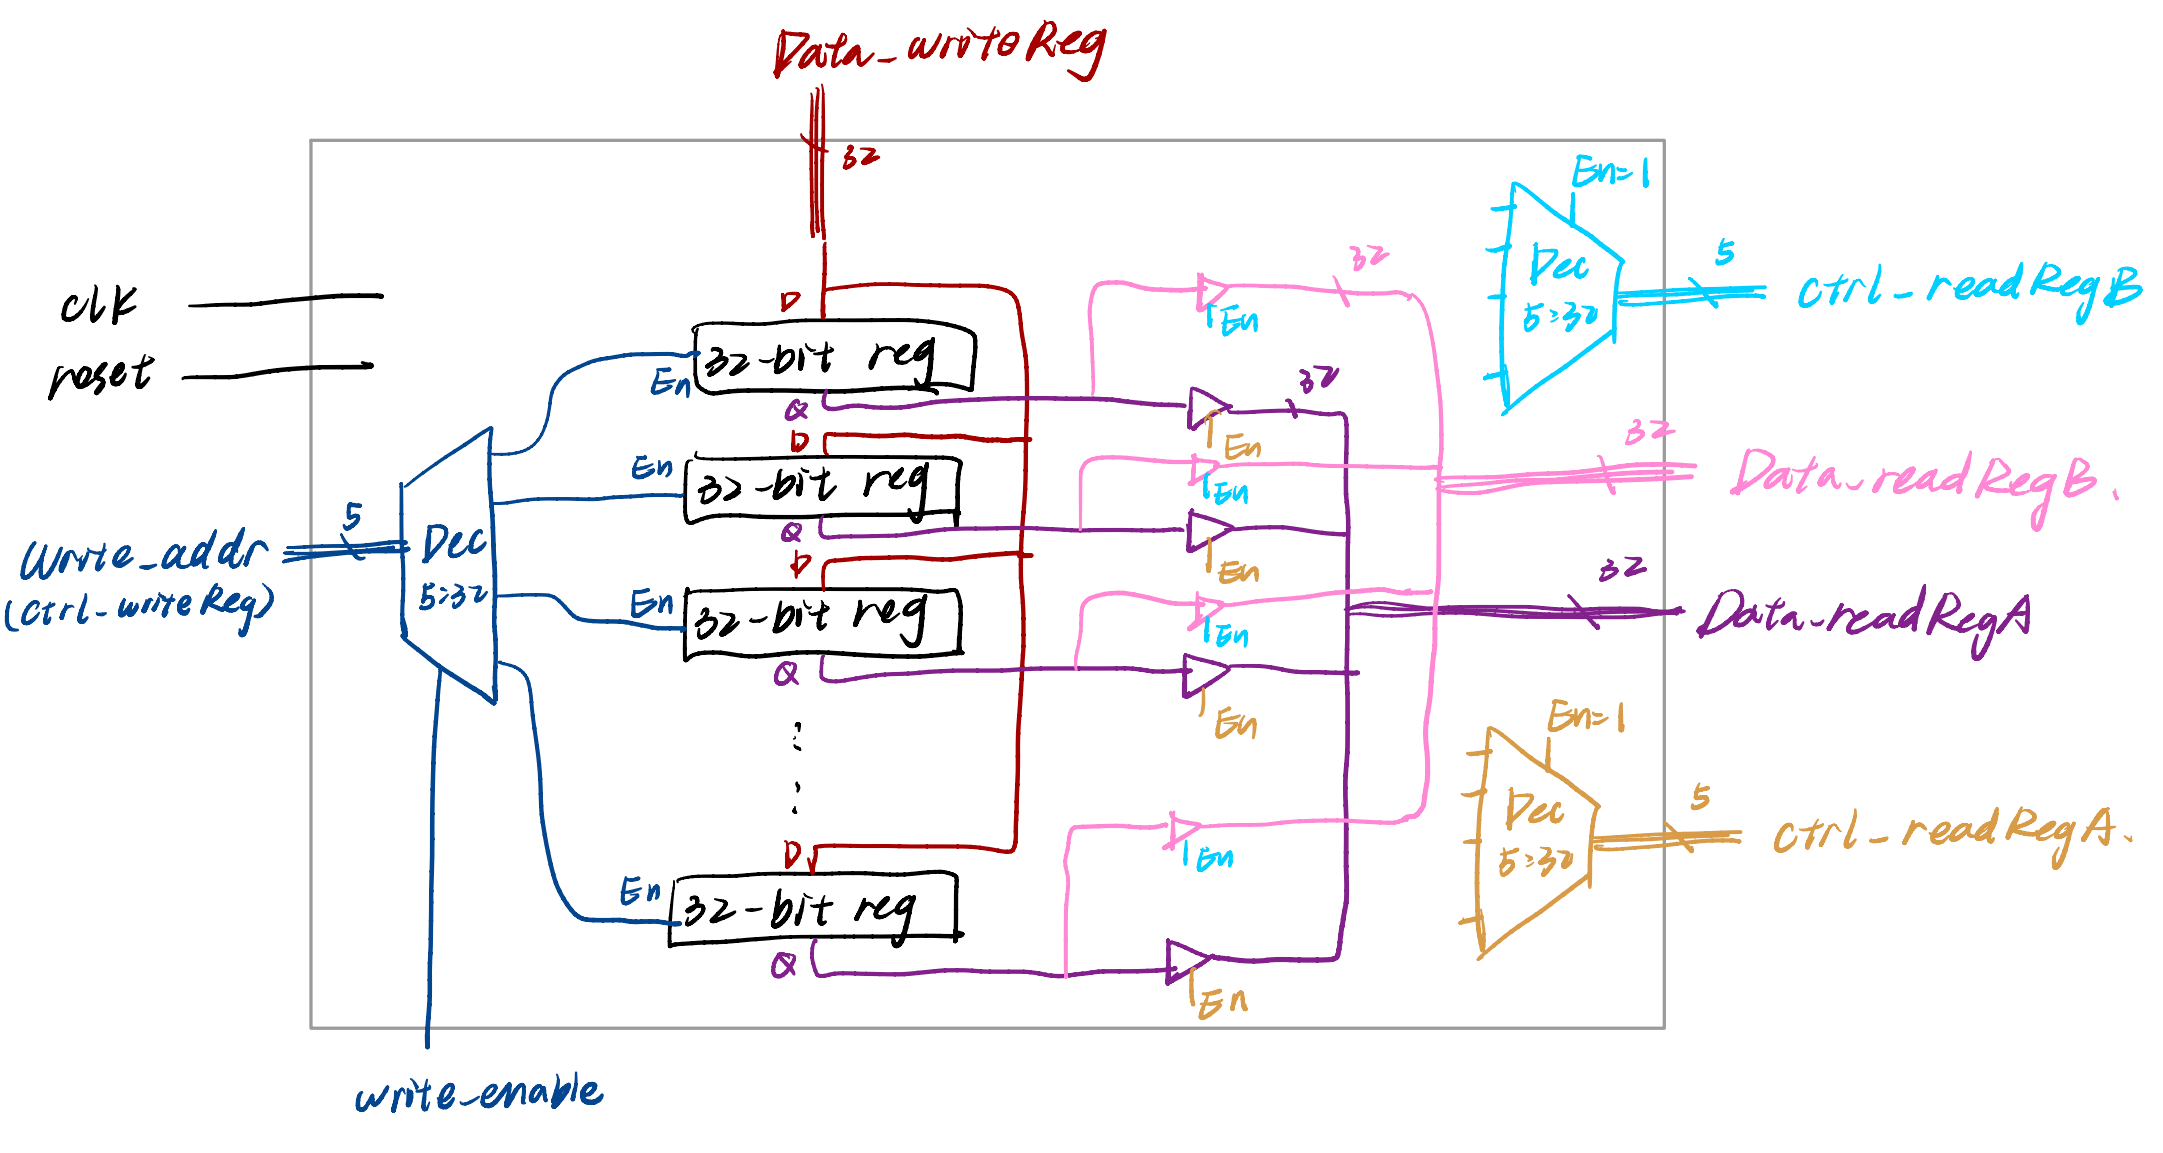 Data_writeReg
32
clk
reset
Write_addr
(ctrl_writeReg)
5
Dec
5:32
write_enable
D
32-bit reg
En
Q
D
En
32-bit reg
Q
D
En
32-bit reg
Q
D
En
32-bit reg
Q
En
32
En
32
En
En
En
En
En
En
En=1
Dec
5:32
5
ctrl_readRegB
32
Data_readRegB.
32
Data_readRegA
En=1
Dec
5:32
5
ctrl_readRegA.